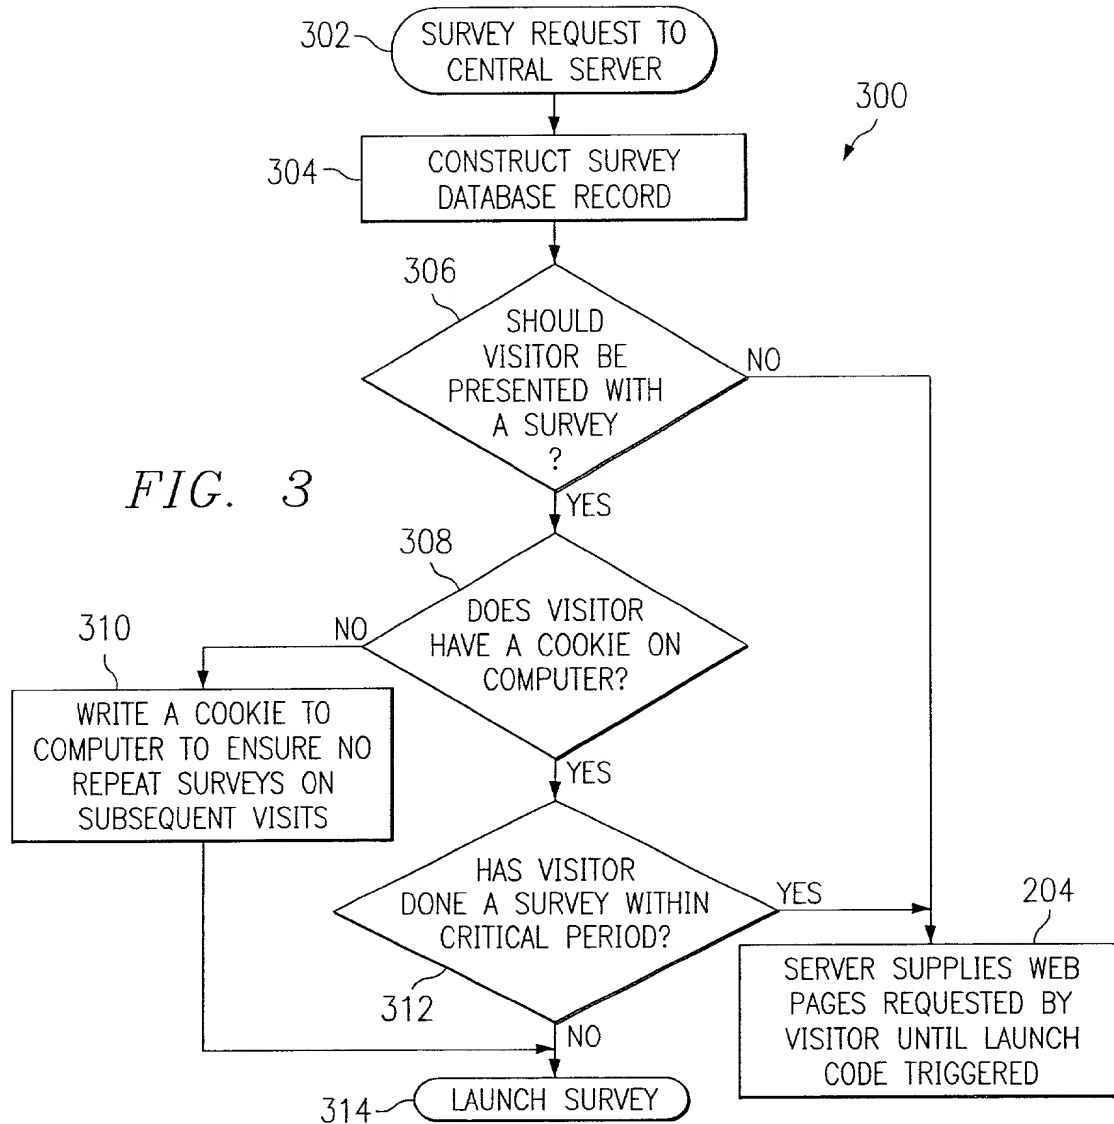 302
SURVEY REQUEST TO
CENTRAL SERVER
300
304
CONSTRUCT SURVEY
DATABASE RECORD
306
SHOULD
VISITOR BE
PRESENTED WITH
A SURVEY
?
NO
YES
FIG. 3
308
DOES VISITOR
HAVE A COOKIE ON
COMPUTER?
NO
YES
310
WRITE A COOKIE TO
COMPUTER TO ENSURE NO
REPEAT SURVEYS ON
SUBSEQUENT VISITS
HAS VISITOR
DONE A SURVEY WITHIN
CRITICAL PERIOD?
YES
312
NO
204
SERVER SUPPLIES WEB
PAGES REQUESTED BY
VISITOR UNTIL LAUNCH
CODE TRIGGERED
314
LAUNCH SURVEY